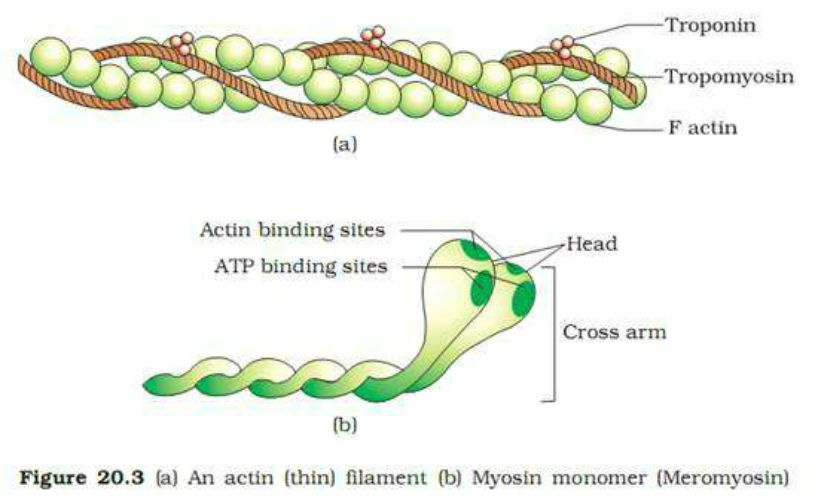 Troponin
Tropomyosin
F actin
(a)
Actin binding sites
Head
ATP binding sites
Cross arm
(b)
Figure 20.3 (a) An actin (thin) filament (b) Myosin monomer (Meromyosin)